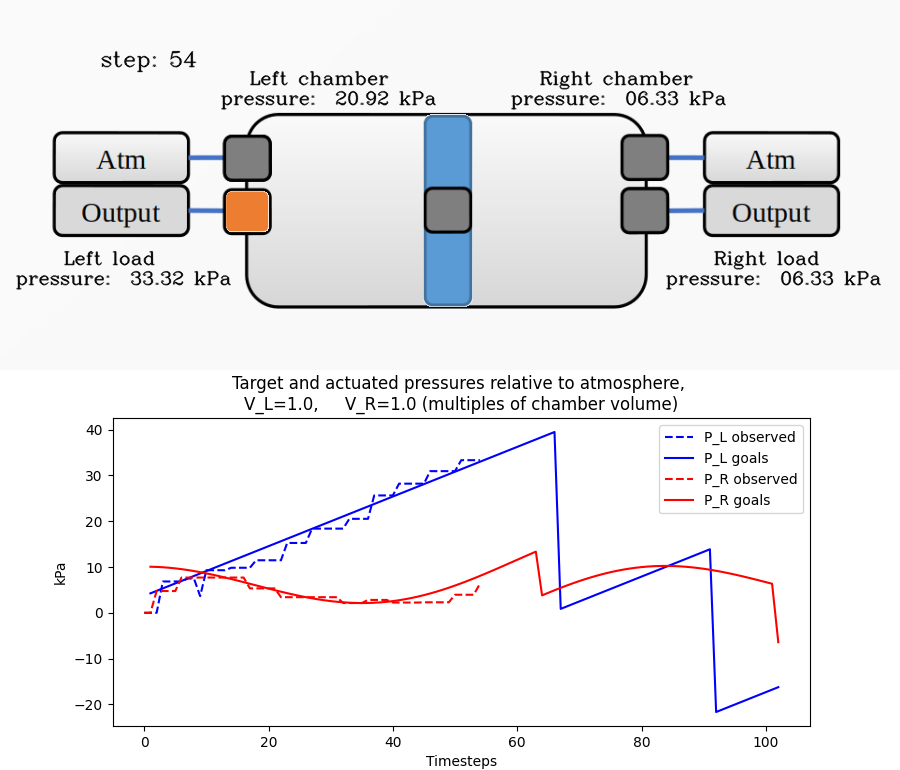 step: 54
Left chamber
pressure: 20.92 kPa
Right chamber
pressure: 06.33 kPa
Atm
Output
Atm
Output
Left load
pressure: 33.32 kPa
Right load
pressure: 06.33 kPa
Target and actuated pressures relative to atmosphere,
V_L=1.0, V_R=1.0 (multiples of chamber volume)
P_L observed
P_L goals
P_R observed
P_R goals
kPa
40
30
20
10
0
−10
−20
0 20 40 60 80 100
Timesteps